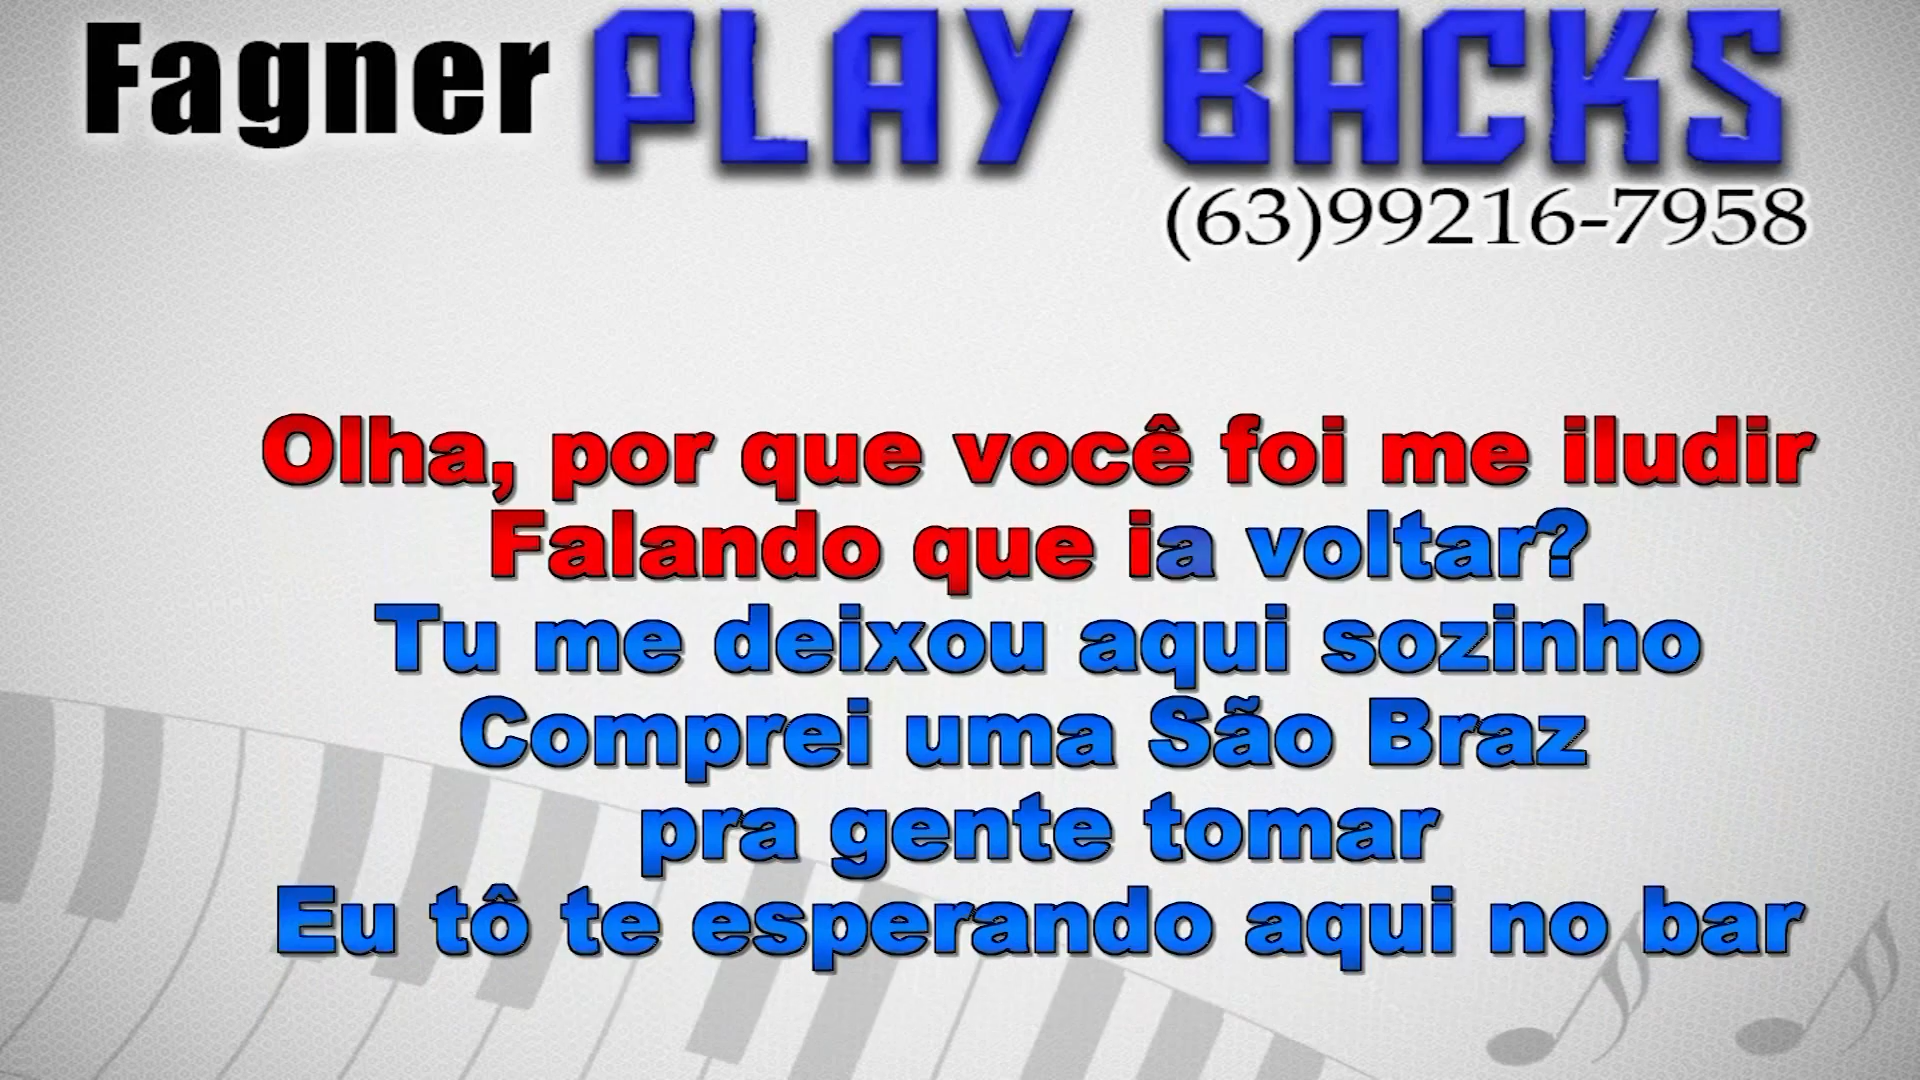 Fagner PLAY BACKS
(63)99216-7958
Olha, por que você foi me iludir
Falando que ia voltar?
Tu me deixou aqui sozinho
Comprei uma São Braz
pra gente tomar
Eu tô te esperando aqui no bar